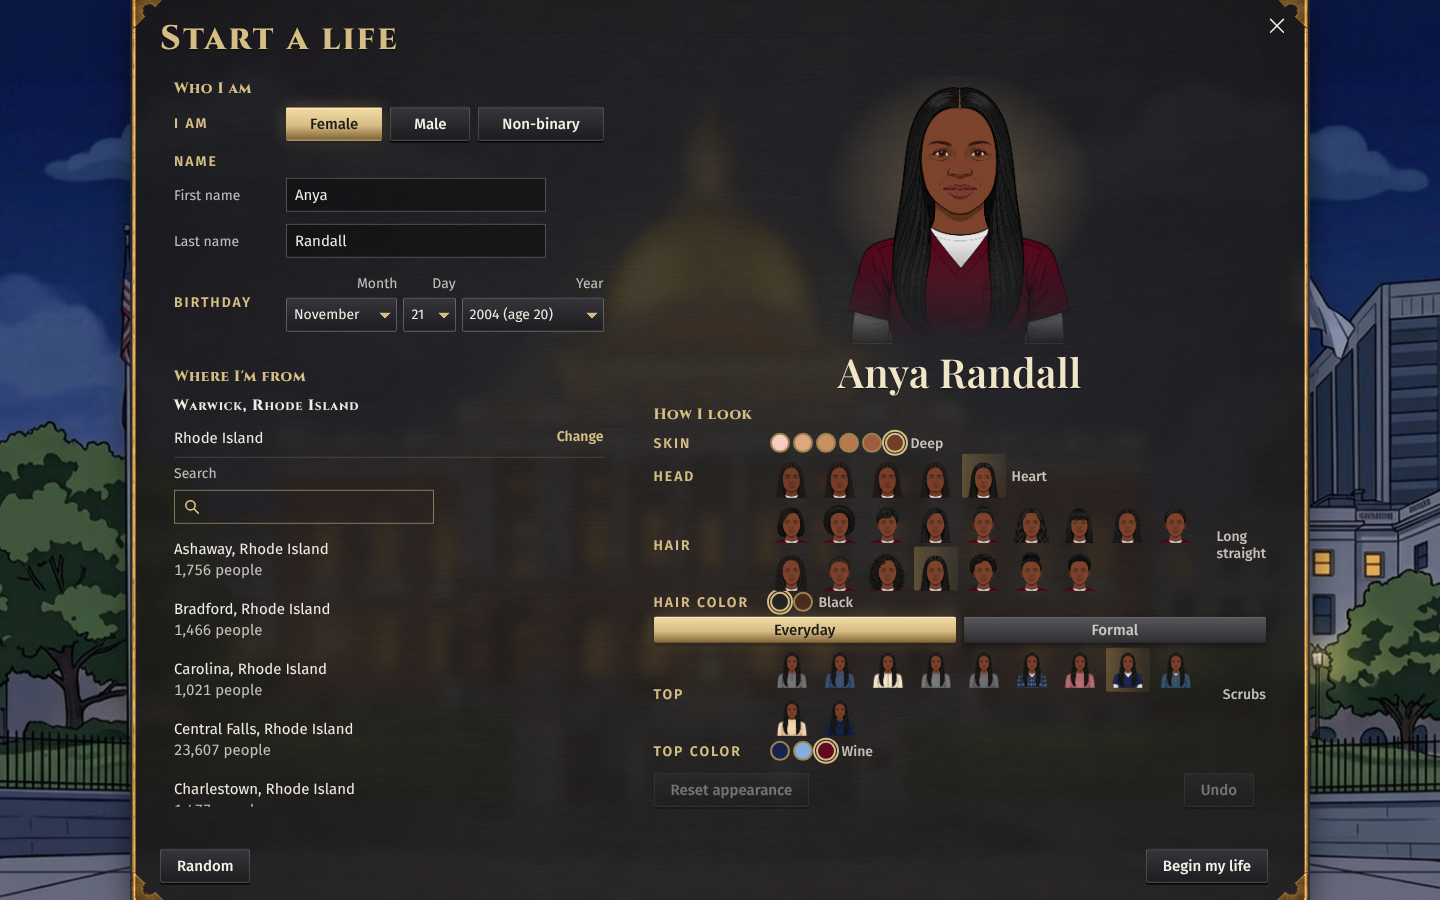 START A LIFE
WHO I AM
I AM
Female
Male
Non-binary
NAME
First name
Anya
Last name
Randall
Month
Day
Year
BIRTHDAY
November
21
2004 (age 20)
WHERE I'M FROM
WARWICK, RHODE ISLAND
Rhode Island
Change
Search
Ashaway, Rhode Island
1,756 people
Bradford, Rhode Island
1,466 people
Carolina, Rhode Island
1,021 people
Central Falls, Rhode Island
23,607 people
Charlestown, Rhode Island
Random
Anya Randall
HOW I LOOK
SKIN
Deep
HEAD
Heart
HAIR
Long
straight
HAIR COLOR
Black
Everyday
Formal
TOP
Scrubs
TOP COLOR
Wine
Reset appearance
Undo
Begin my life